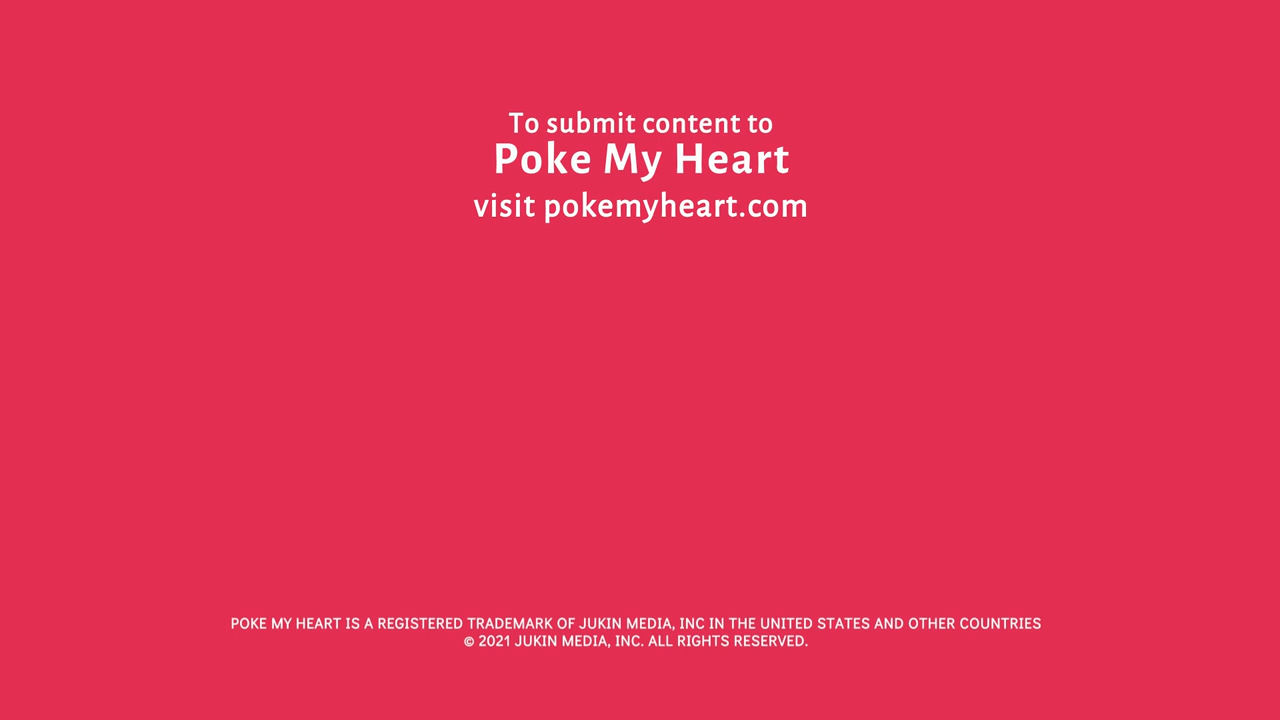 To submit content to
Poke My Heart
visit pokemyheart.com
POKE MY HEART IS A REGISTERED TRADEMARK OF JUKIN MEDIA, INC IN THE UNITED STATES AND OTHER COUNTRIES
© 2021 JUKIN MEDIA, INC. ALL RIGHTS RESERVED.